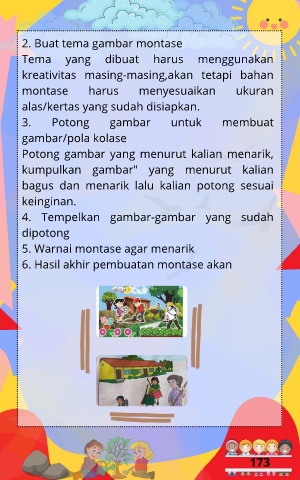 2. Buat tema gambar montase
Tema yang dibuat harus menggunakan
kreativitas masing-masing,akan tetapi bahan
montase harus menyesuaikan ukuran
alas/kertas yang sudah disiapkan.
3. Potong gambar untuk membuat
gambar/pola kolase
Potong gambar yang menurut kalian menarik,
kumpulkan gambar" yang menurut kalian
bagus dan menarik lalu kalian potong sesuai
keinginan.
4. Tempelkan gambar-gambar yang sudah
dipotong
5. Warnai montase agar menarik
6. Hasil akhir pembuatan montase akan
173